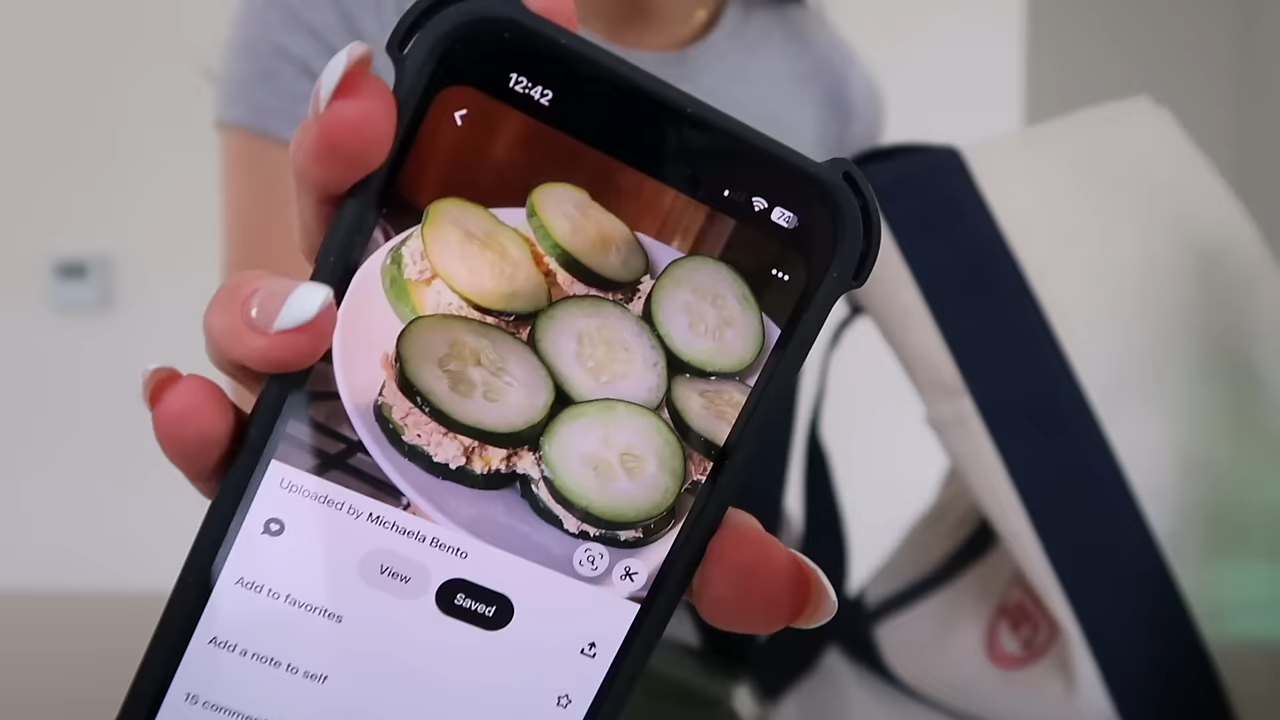 12:42
74
Uploaded by Michaela Bento
View
Saved
Add to favorites
Add a note to self